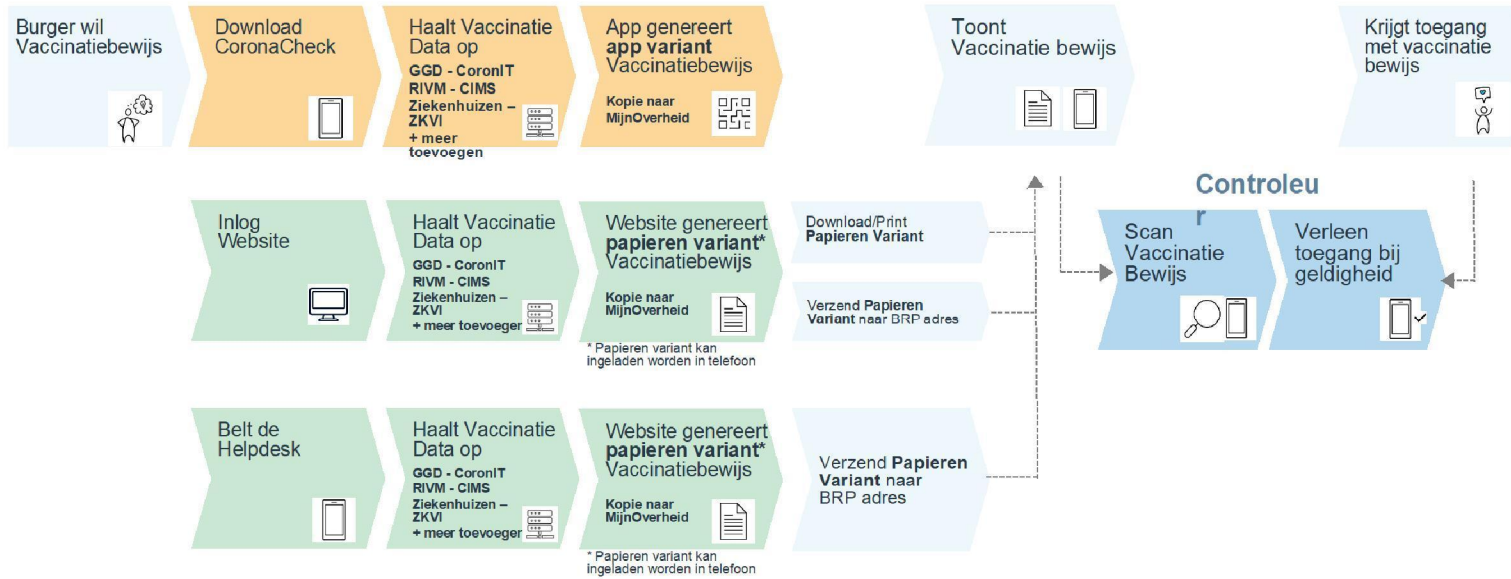 Burger wil
Vaccinatiebewijs
Download
CoronaCheck
Haalt Vaccinatie
Data op
GGD - CoronIT
RIVM - CIMS
Ziekenhuizen –
ZKVI
+ meer
toevoegen
App genereert
app variant
Vaccinatiebewijs
Kopie naar
MijnOverheid
Toont
Vaccinatie bewijs
Krijgt toegang
met vaccinatie
bewijs
Inlog
Website
Haalt Vaccinatie
Data op
GGD - CoronIT
RIVM - CIMS
Ziekenhuizen –
ZKVI
+ meer toevoeger
Website genereert
papieren variant*
Vaccinatiebewijs
Kopie naar
MijnOverheid
* Papieren variant kan
ingeladen worden in telefoon
Download/Print
Papieren Variant
Verzend Papieren
Variant naar BRP adres
Controleu
r
Scan
Vaccinatie
Bewijs
Verleen
toegang bij
geldigheid
Belt de
Helpdesk
Haalt Vaccinatie
Data op
GGD - CoronIT
RIVM - CIMS
Ziekenhuizen –
ZKVI
+ meer toevoeger
Website genereert
papieren variant*
Vaccinatiebewijs
Kopie naar
MijnOverheid
* Papieren variant kan
ingeladen worden in telefoon
Verzend Papieren
Variant naar
BRP adres